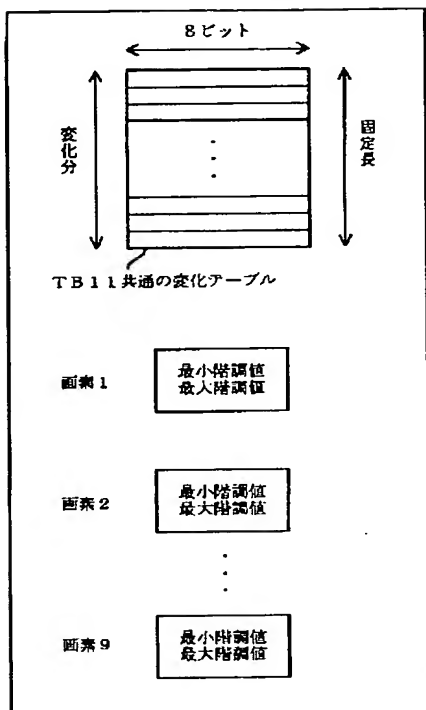 8ビット
変化分
固定長
TB11共通の変化テーブル
画素1
最小階調値
最大階調値
画素2
最小階調値
最大階調値
画素9
最小階調値
最大階調値